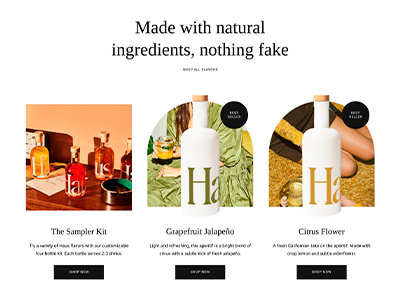 Made with natural
ingredients, nothing fake
SHOP ALL FLAVORS
BEST
SELLER
BEST
SELLER
Ha
Ha
Ha
Ha
The Sampler Kit
Try a variety of Haus flavors with our customizable
four bottle kit. Each bottle serves 2-3 drinks.
SHOP NOW
Grapefruit Jalapeño
Light and refreshing, this aperitif is a bright blend of
citrus with a subtle kick of fresh jalapeño.
SHOP NOW
Citrus Flower
A fresh Californian take on the apéritif. Made with
crisp lemon and subtle elderflower.
SHOP NOW